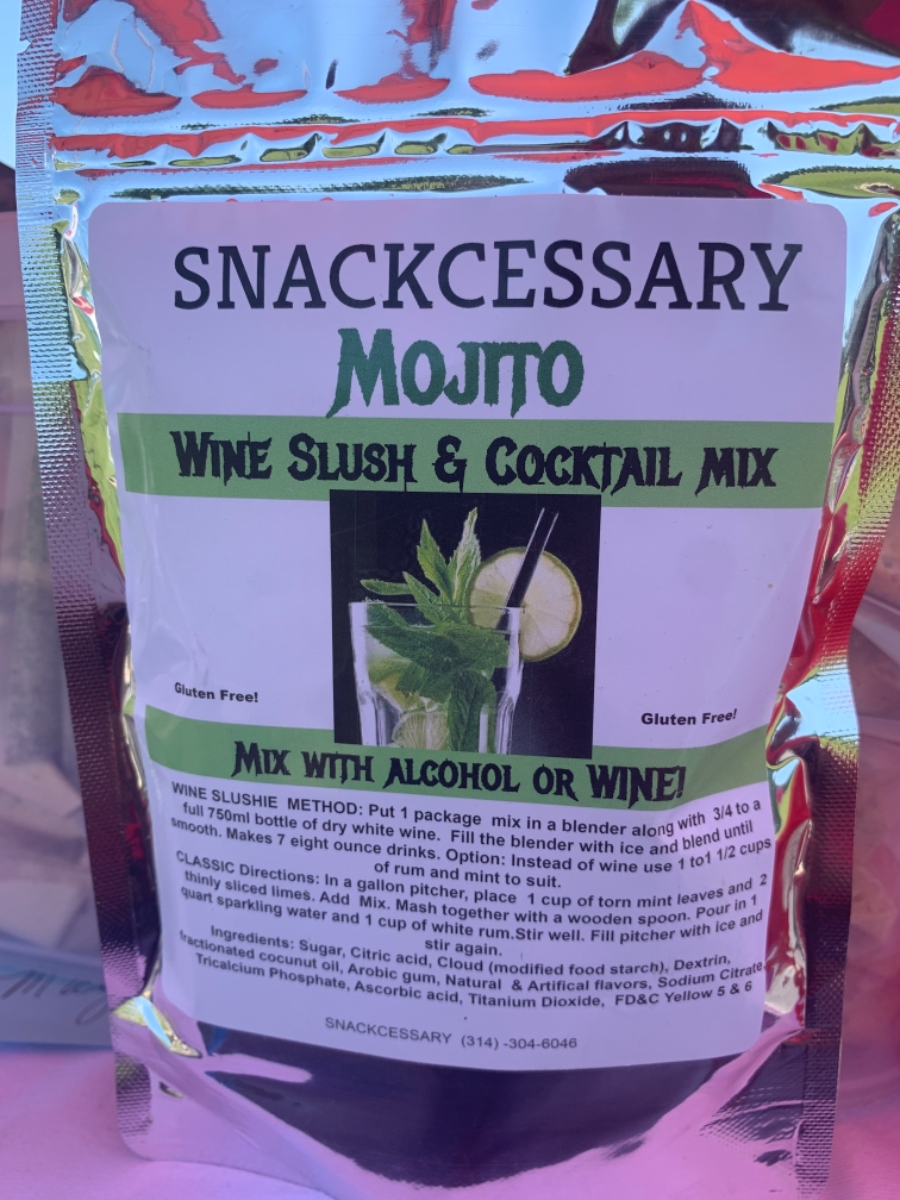 SNACKCESSARY
MOJITO
WINE SLUSH & COCKTAIL MIX
Gluten Free!
Gluten Free!
MIX WITH ALCOHOL OR WINE!
WINE SLUSHIE METHOD: Put 1 package mix in a blender along with 3/4 to a
full 750ml bottle of dry white wine. Fill the blender with ice and blend until
smooth. Makes 7 eight ounce drinks. Option: Instead of wine use 1 to1 1/2 cups
of rum and mint to suit.
CLASSIC Directions: In a gallon pitcher, place 1 cup of torn mint leaves and 2
thinly sliced limes. Add Mix. Mash together with a wooden spoon. Pour in 1
quart sparkling water and 1 cup of white rum.Stir well. Fill pitcher with ice and
stir again.
Ingredients: Sugar, Citric acid, Cloud (modified food starch), Dextrin,
fractionated coconut oil, Arobic gum, Natural & Artifical flavors, Sodium Citrate,
Tricalcium Phosphate, Ascorbic acid, Titanium Dioxide, FD&C Yellow 5 & 6
SNACKCESSARY (314) -304-6046